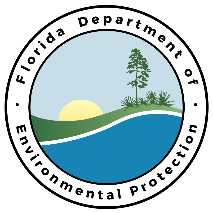 Florida Department of
Environmental Protection